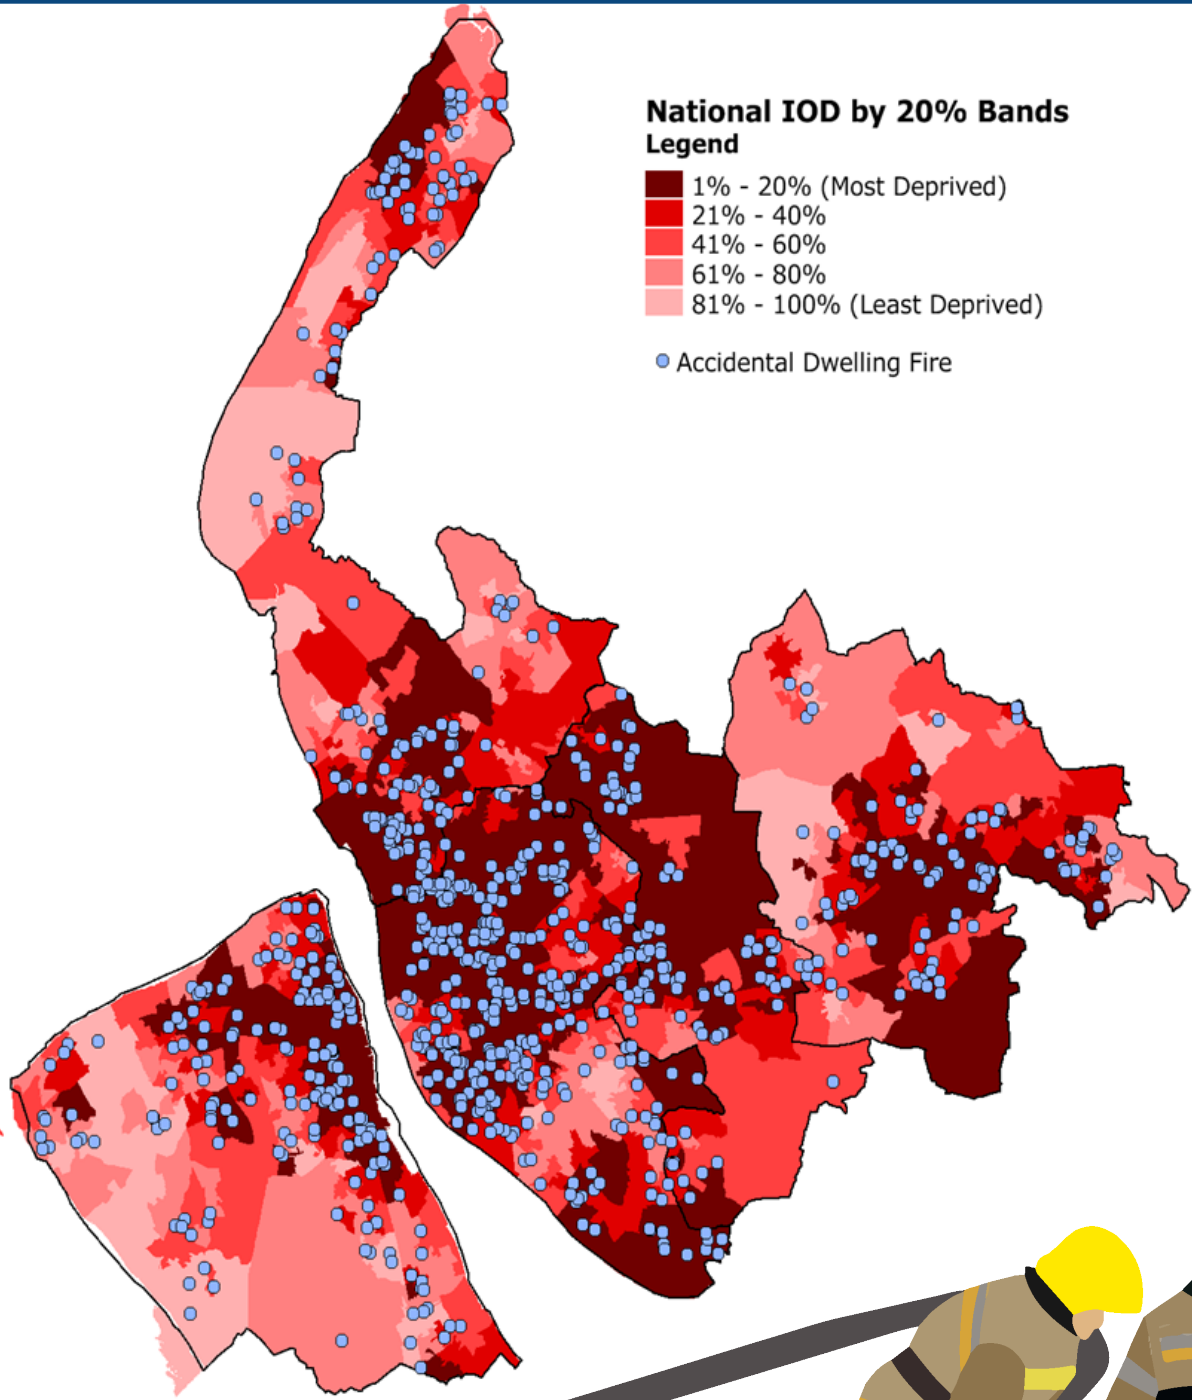 National IOD by 20% Bands
Legend
1% - 20% (Most Deprived)
21% - 40%
41% - 60%
61% - 80%
81% - 100% (Least Deprived)
Accidental Dwelling Fire